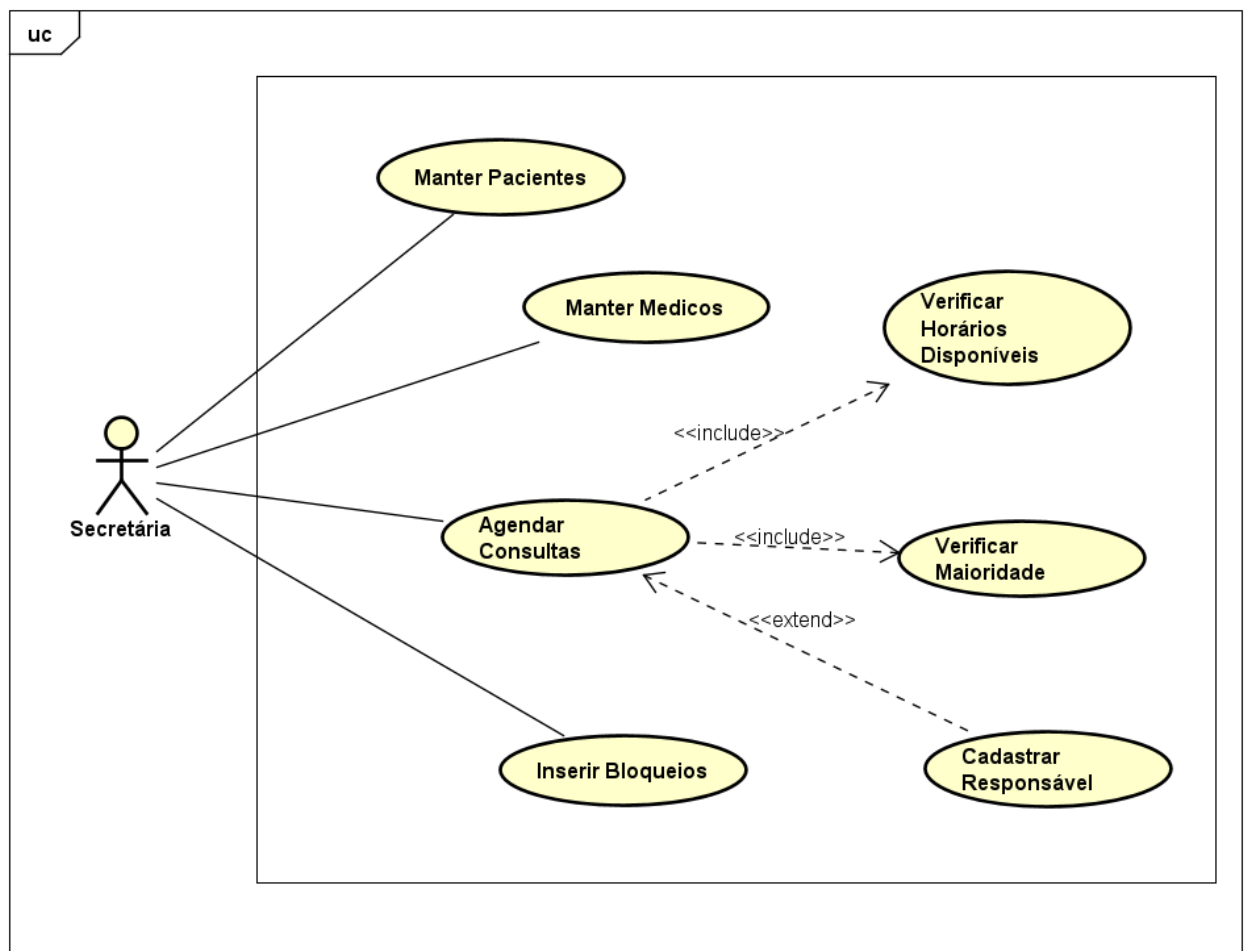 uc
Manter Pacientes
Manter Medicos
Verificar
Horários
Disponíveis
<<include>>
Secretária
Agendar
Consultas
<<include>>
Verificar
Maioridade
<<extend>>
Inserir Bloqueios
Cadastrar
Responsável